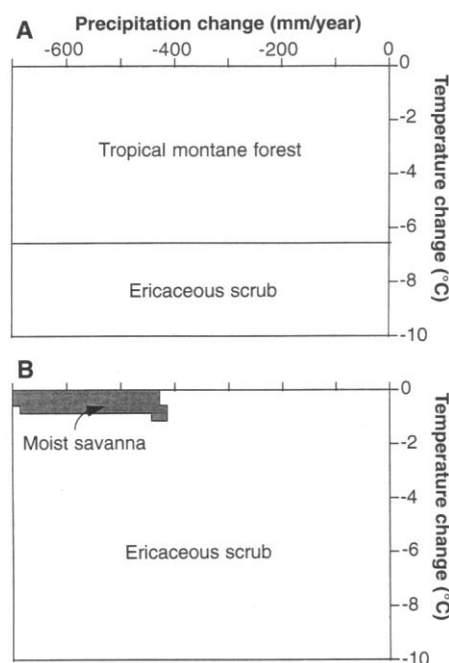 A
Precipitation change (mm/year)
-600 -400 -200 0
0
-2
-4
-6
-8
-10
Temperature change (°C)
Tropical montane forest
Ericaceous scrub
B
0
-2
-4
-6
-8
-10
Temperature change (°C)
Moist savanna
Ericaceous scrub